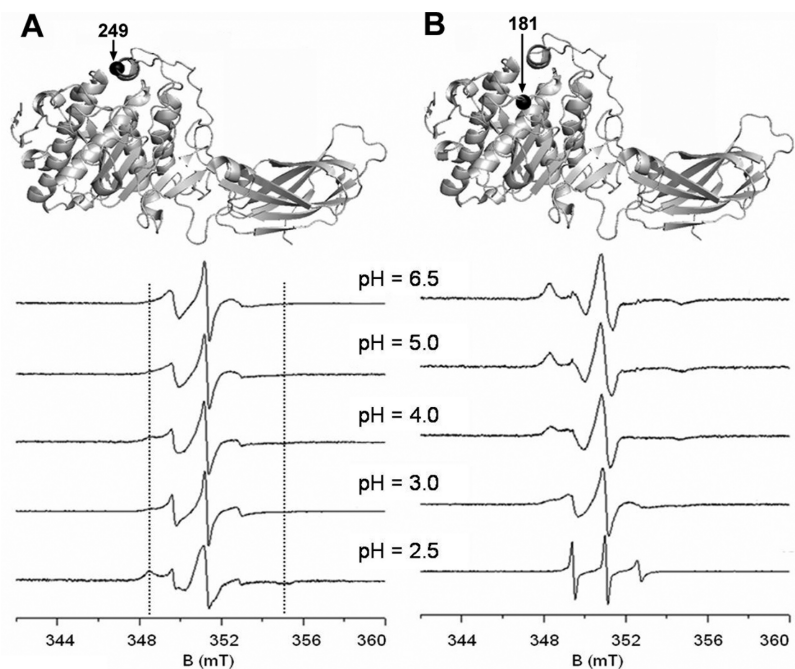 A
249
B
181
pH = 6.5
pH = 5.0
pH = 4.0
pH = 3.0
pH = 2.5
344 348 352 356 360
B (mT)
344 348 352 356 360
B (mT)